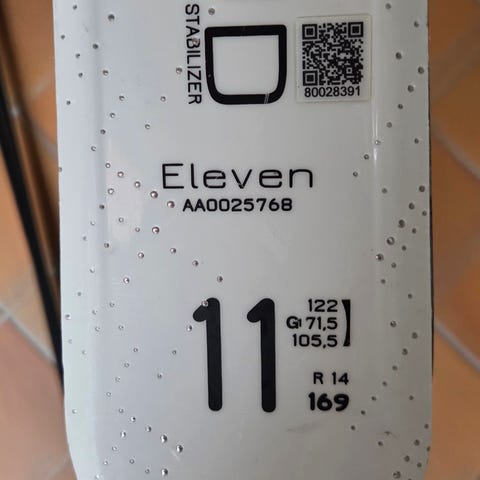 STABILIZER
D
80028391
Eleven
AA0025768
11
122
71,5
105,5
R 14
169